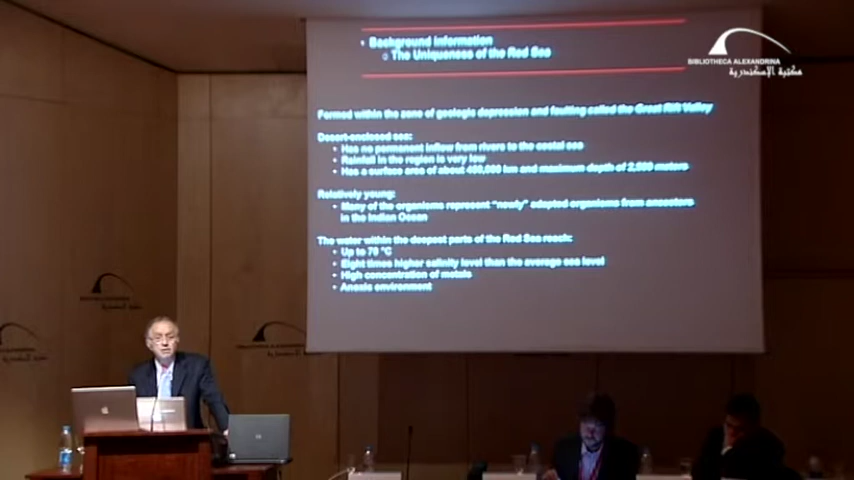 • Background Information
o The Uniqueness of the Red Sea
BIBLIOTHECA ALEXANDRINA
مكتبة الإسكندرية
Formed within the zone of geologic depression and faulting called the Great Rift Valley
Desert-enclosed sea:
• Has no permanent inflow from rivers to the costal sea
• Rainfall in the region is very low
• Has a surface area of about km and maximum depth of meters
Relatively young:
• Many of the organisms represent "newly" adapted organisms from ancestors
in the Indian Ocean
The water within the deepest parts of the Red Sea reach:
• Up to 70 °C
• Eight times higher salinity level than the average sea level
• High concentration of metals
• environment